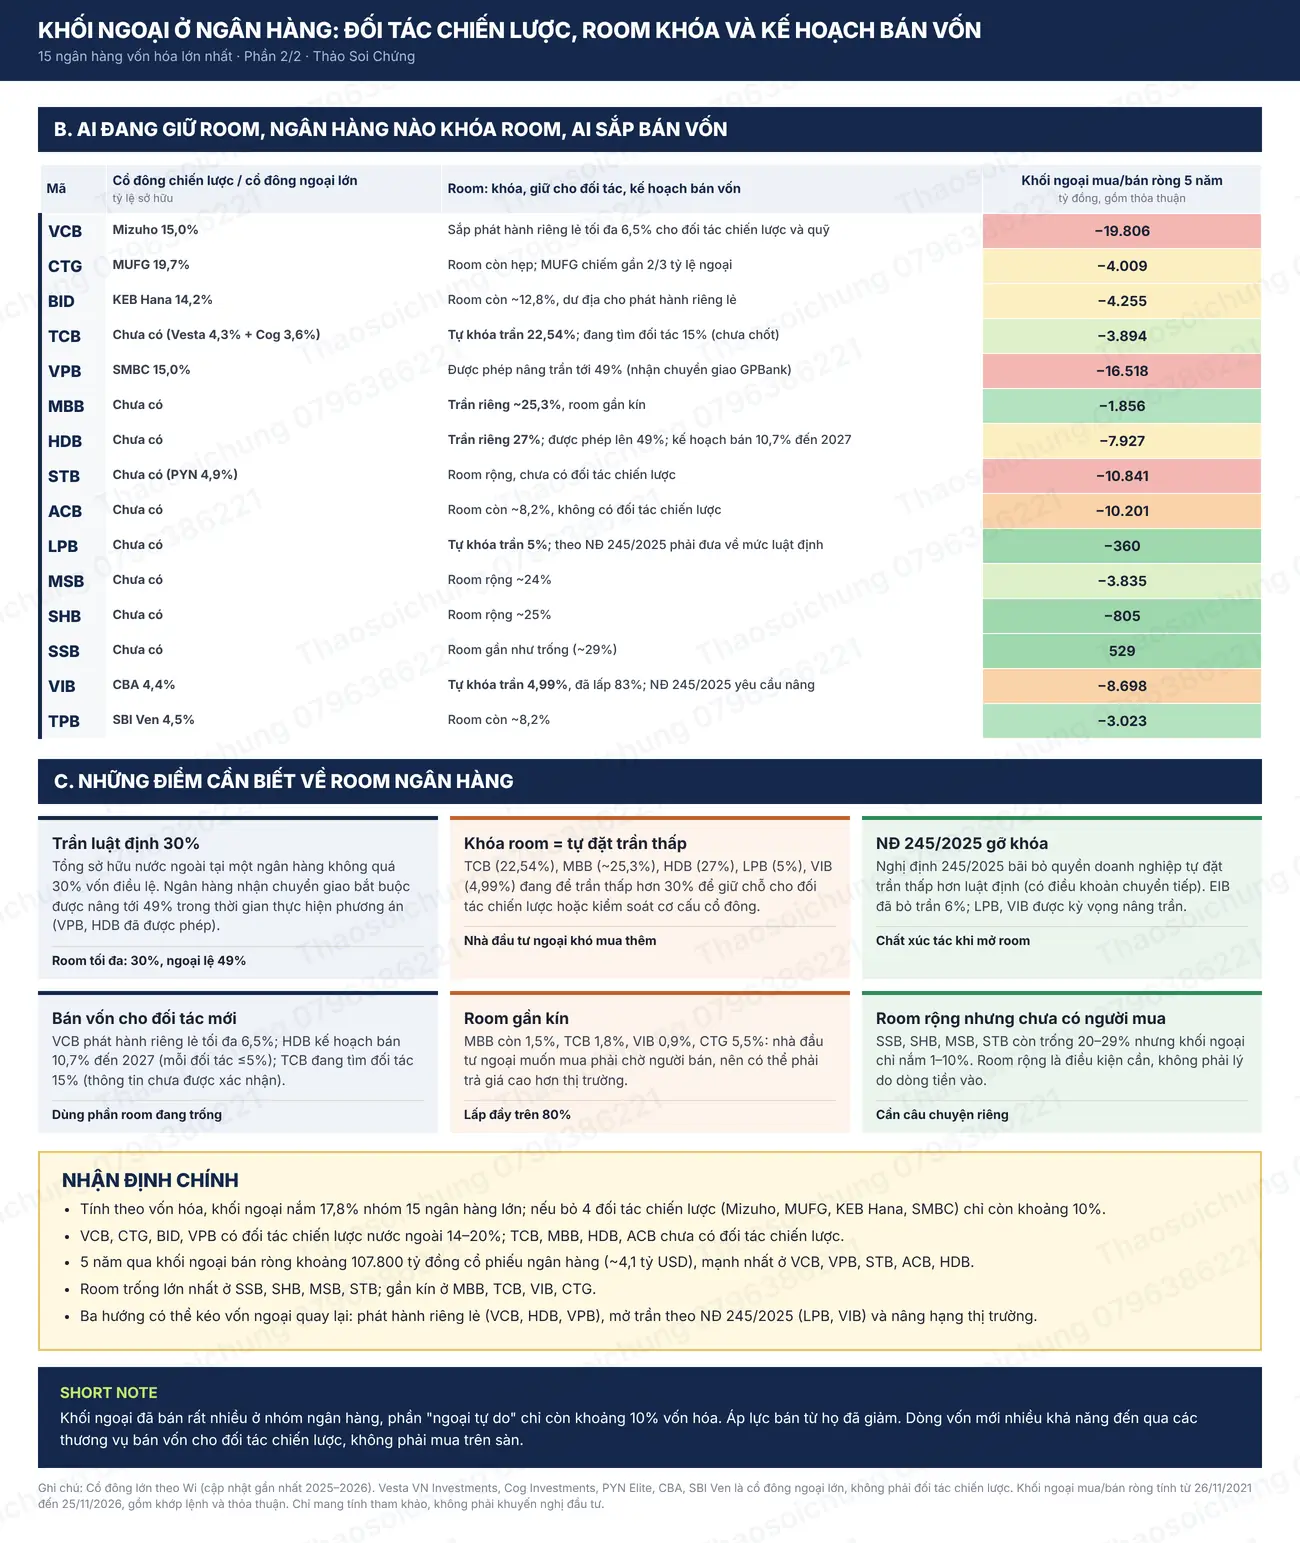 KHỐI NGOẠI Ở NGÂN HÀNG: ĐỐI TÁC CHIẾN LƯỢC, ROOM KHÓA VÀ KẾ HOẠCH BÁN VỐN
15 ngân hàng vốn hóa lớn nhất · Phần 2/2 · Thảo Soi Chứng
B. AI ĐANG GIỮ ROOM, NGÂN HÀNG NÀO KHÓA ROOM, AI SẮP BÁN VỐN
Mã
Cổ đông chiến lược / cổ đông ngoại lớn
tỷ lệ sở hữu
Room: khóa, giữ cho đối tác, kế hoạch bán vốn
Khối ngoại mua/bán ròng 5 năm
tỷ đồng, gồm thỏa thuận
VCB Mizuho 15,0% Sắp phát hành riêng lẻ tối đa 6,5% cho đối tác chiến lược và quỹ −19.806
CTG MUFG 19,7% Room còn hẹp; MUFG chiếm gần 2/3 tỷ lệ ngoại −4.009
BID KEB Hana 14,2% Room còn ~12,8%, dư địa cho phát hành riêng lẻ −4.255
TCB Chưa có (Vesta 4,3% + Cog 3,6%) Tự khóa trần 22,54%; đang tìm đối tác 15% (chưa chốt) −3.894
VPB SMBC 15,0% Được phép nâng trần tới 49% (nhận chuyển giao GPBank) −16.518
MBB Chưa có Trần riêng ~25,3%, room gần kín −1.856
HDB Chưa có Trần riêng 27%; được phép lên 49%; kế hoạch bán 10,7% đến 2027 −7.927
STB Chưa có (PYN 4,9%) Room rộng, chưa có đối tác chiến lược −10.841
ACB Chưa có Room còn ~8,2%, không có đối tác chiến lược −10.201
LPB Chưa có Tự khóa trần 5%; theo NĐ 245/2025 phải đưa về mức luật định −360
MSB Chưa có Room rộng ~24% −3.835
SHB Chưa có Room rộng ~25% −805
SSB Chưa có Room gần như trống (~29%) 529
VIB CBA 4,4% Tự khóa trần 4,99%, đã lấp 83%; NĐ 245/2025 yêu cầu nâng −8.698
TPB SBI Ven 4,5% Room còn ~8,2% −3.023
C. NHỮNG ĐIỂM CẦN BIẾT VỀ ROOM NGÂN HÀNG
Trần luật định 30%
Tổng sở hữu nước ngoài tại một ngân hàng không quá
30% vốn điều lệ. Ngân hàng nhận chuyển giao bắt buộc
được nâng tới 49% trong thời gian thực hiện phương án
(VPB, HDB đã được phép).
Room tối đa: 30%, ngoại lệ 49%
Khóa room = tự đặt trần thấp
TCB (22,54%), MBB (~25,3%), HDB (27%), LPB (5%), VIB
(4,99%) đang để trần thấp hơn 30% để giữ chỗ cho đối
tác chiến lược hoặc kiểm soát cơ cấu cổ đông.
Nhà đầu tư ngoại khó mua thêm
NĐ 245/2025 gỡ khóa
Nghị định 245/2025 bãi bỏ quyền doanh nghiệp tự đặt
trần thấp hơn luật định (có điều khoản chuyển tiếp). EIB
đã bỏ trần 6%; LPB, VIB được kỳ vọng nâng trần.
Chất xúc tác khi mở room
Bán vốn cho đối tác mới
VCB phát hành riêng lẻ tối đa 6,5%; HDB kế hoạch bán
10,7% đến 2027 (mỗi đối tác ≤5%); TCB đang tìm đối tác
15% (thông tin chưa được xác nhận).
Dùng phần room đang trống
Room gần kín
MBB còn 1,5%, TCB 1,8%, VIB 0,9%, CTG 5,5%: nhà đầu
tư ngoại muốn mua phải chờ người bán, nên có thể phải
trả giá cao hơn thị trường.
Lấp đầy trên 80%
Room rộng nhưng chưa có người mua
SSB, SHB, MSB, STB còn trống 20–29% nhưng khối ngoại
chỉ nắm 1–10%. Room rộng là điều kiện cần, không phải lý
do dòng tiền vào.
Cần câu chuyện riêng
NHẬN ĐỊNH CHÍNH
• Tính theo vốn hóa, khối ngoại nắm 17,8% nhóm 15 ngân hàng lớn; nếu bỏ 4 đối tác chiến lược (Mizuho, MUFG, KEB Hana, SMBC) chỉ còn khoảng 10%.
• VCB, CTG, BID, VPB có đối tác chiến lược nước ngoài 14–20%; TCB, MBB, HDB, ACB chưa có đối tác chiến lược.
• 5 năm qua khối ngoại bán ròng khoảng 107.800 tỷ đồng cổ phiếu ngân hàng (~4,1 tỷ USD), mạnh nhất ở VCB, VPB, STB, ACB, HDB.
• Room trống lớn nhất ở SSB, SHB, MSB, STB; gần kín ở MBB, TCB, VIB, CTG.
• Ba hướng có thể kéo vốn ngoại quay lại: phát hành riêng lẻ (VCB, HDB, VPB), mở trần theo NĐ 245/2025 (LPB, VIB) và nâng hạng thị trường.
SHORT NOTE
Khối ngoại đã bán rất nhiều ở nhóm ngân hàng, phần "ngoại tự do" chỉ còn khoảng 10% vốn hóa. Áp lực bán từ họ đã giảm. Dòng vốn mới nhiều khả năng đến qua các
thương vụ bán vốn cho đối tác chiến lược, không phải mua trên sàn.
Ghi chú: Cổ đông lớn theo Wi (cập nhật gần nhất 2025–2026). Vesta VN Investments, Cog Investments, PYN Elite, CBA, SBI Ven là cổ đông ngoại lớn, không phải đối tác chiến lược. Khối ngoại mua/bán ròng tính từ 26/11/2021
đến 25/11/2026, gồm khớp lệnh và thỏa thuận. Chỉ mang tính tham khảo, không phải khuyến nghị đầu tư.
Thaosoichung 0796386221